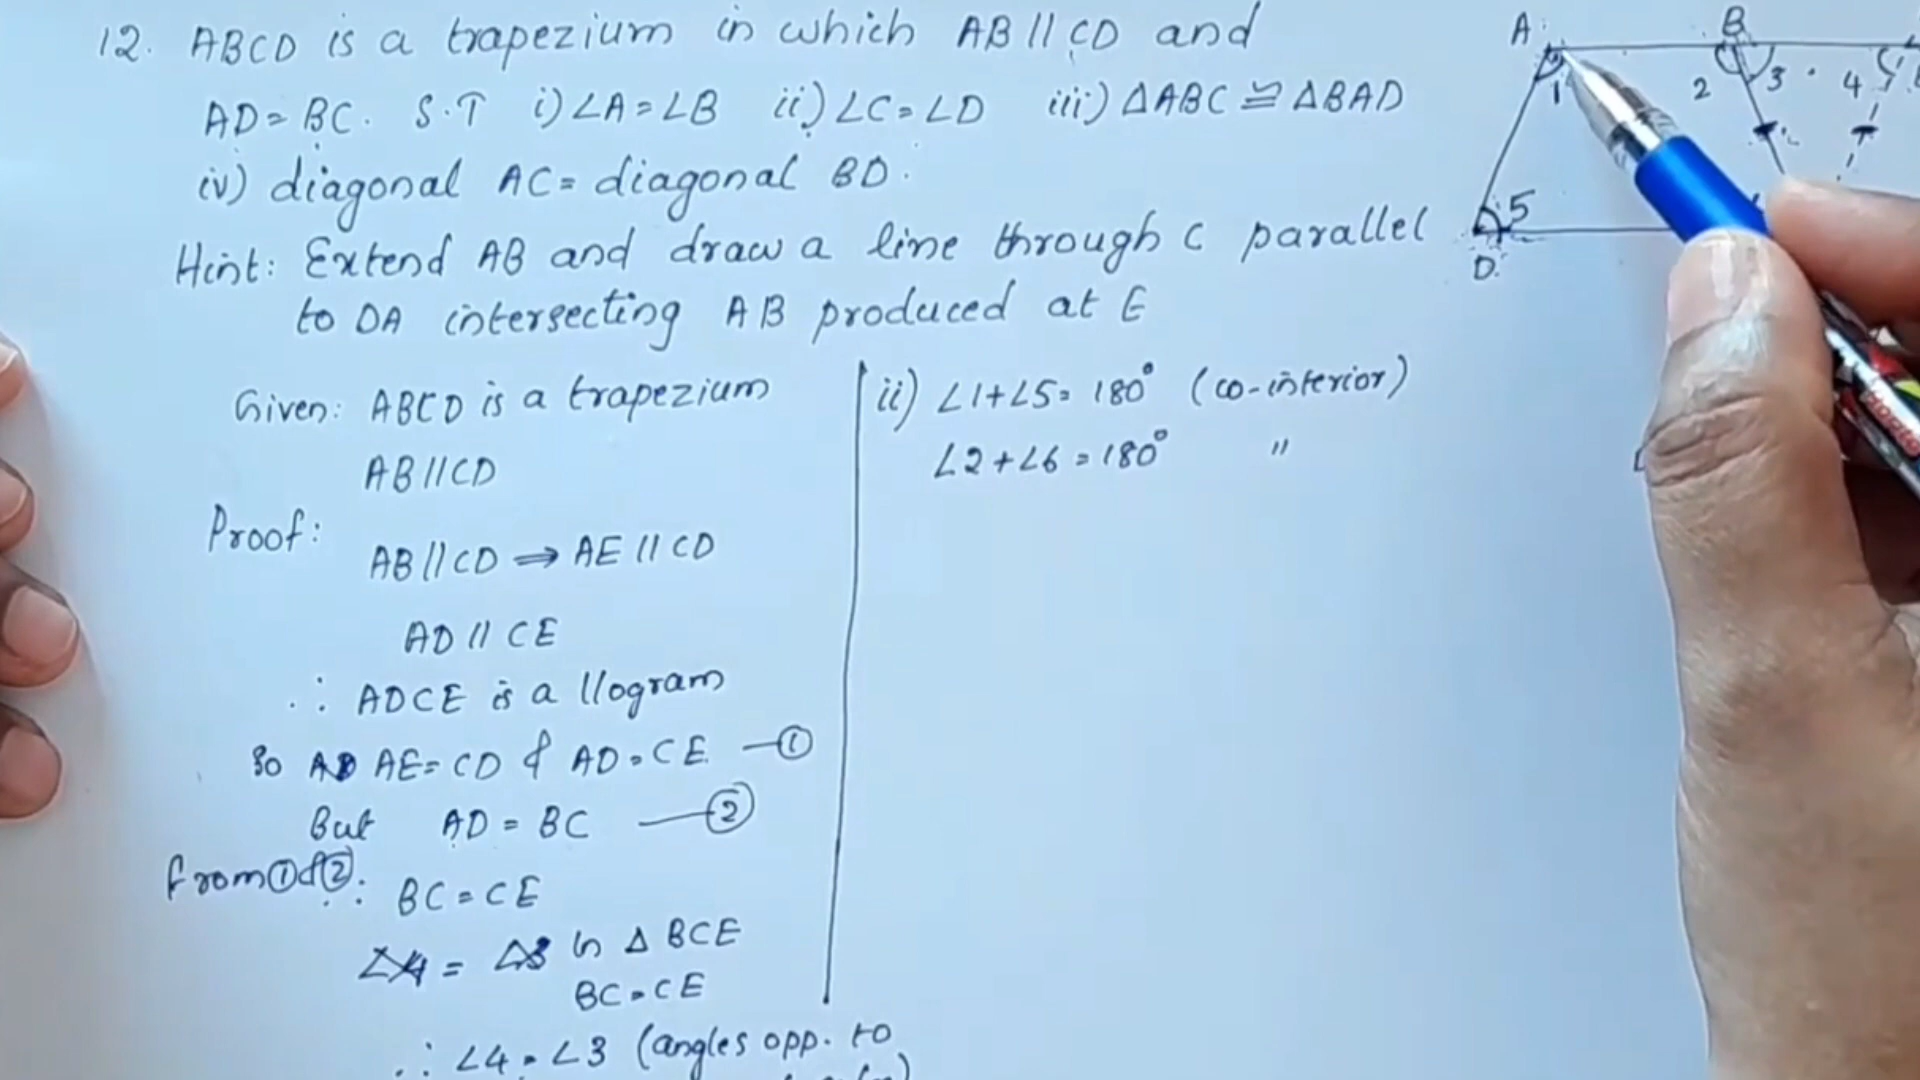 12. ABCD is a trapezium in which AB // CD and
AD = BC. S.T i) ∠A = ∠B ii) ∠C = ∠D iii) ΔABC ≅ ΔBAD
iv) diagonal AC = diagonal BD.
Hint: Extend AB and draw a line through C parallel
to DA intersecting AB produced at E
Given: ABCD is a trapezium
AB // CD
Proof:
AB // CD ⟹ AE // CD
AD // CE
∴ ADCE is a llogram
So AE = CD & AD = CE. — ①
But AD = BC — ②
from ① & ②
∴ BC = CE
In Δ BCE
BC = CE
∴ ∠4 = ∠3 (angles opp. to
ii) ∠1 + ∠5 = 180° (co-interior)
∠2 + ∠6 = 180° "
A B
1 2 3 4
5
D